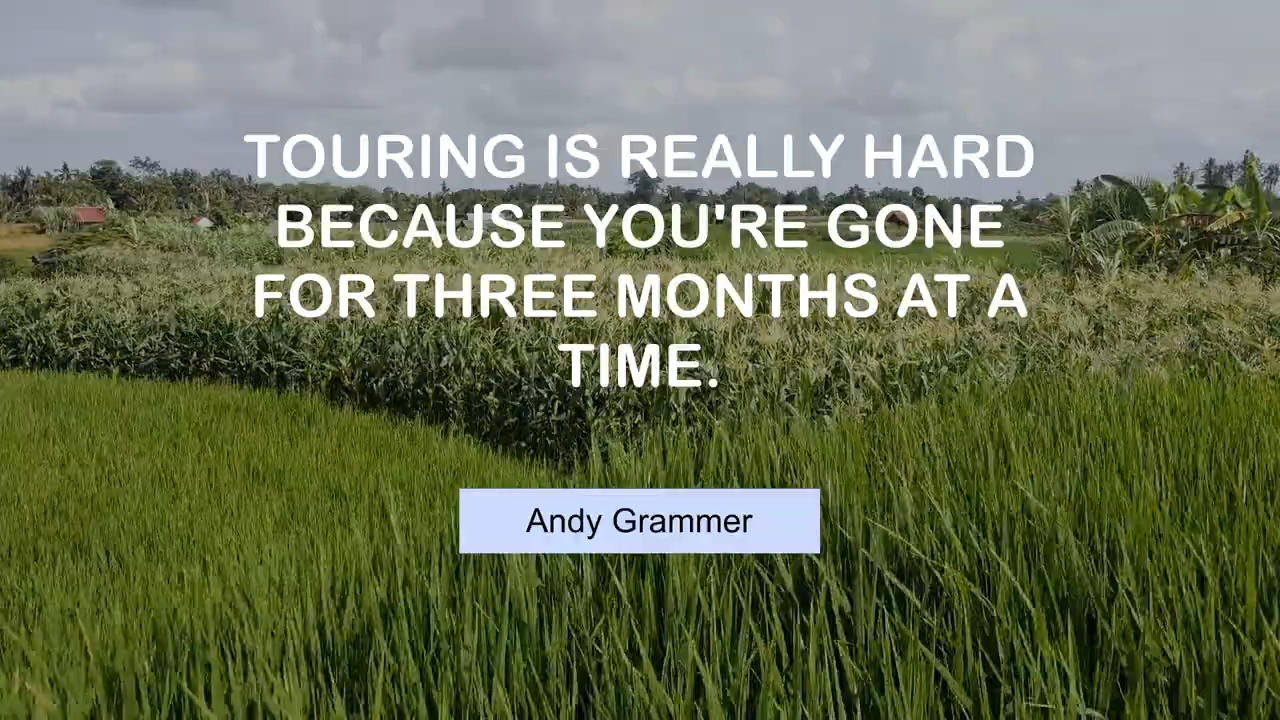 TOURING IS REALLY HARD
BECAUSE YOU'RE GONE
FOR THREE MONTHS AT A
TIME.
Andy Grammer